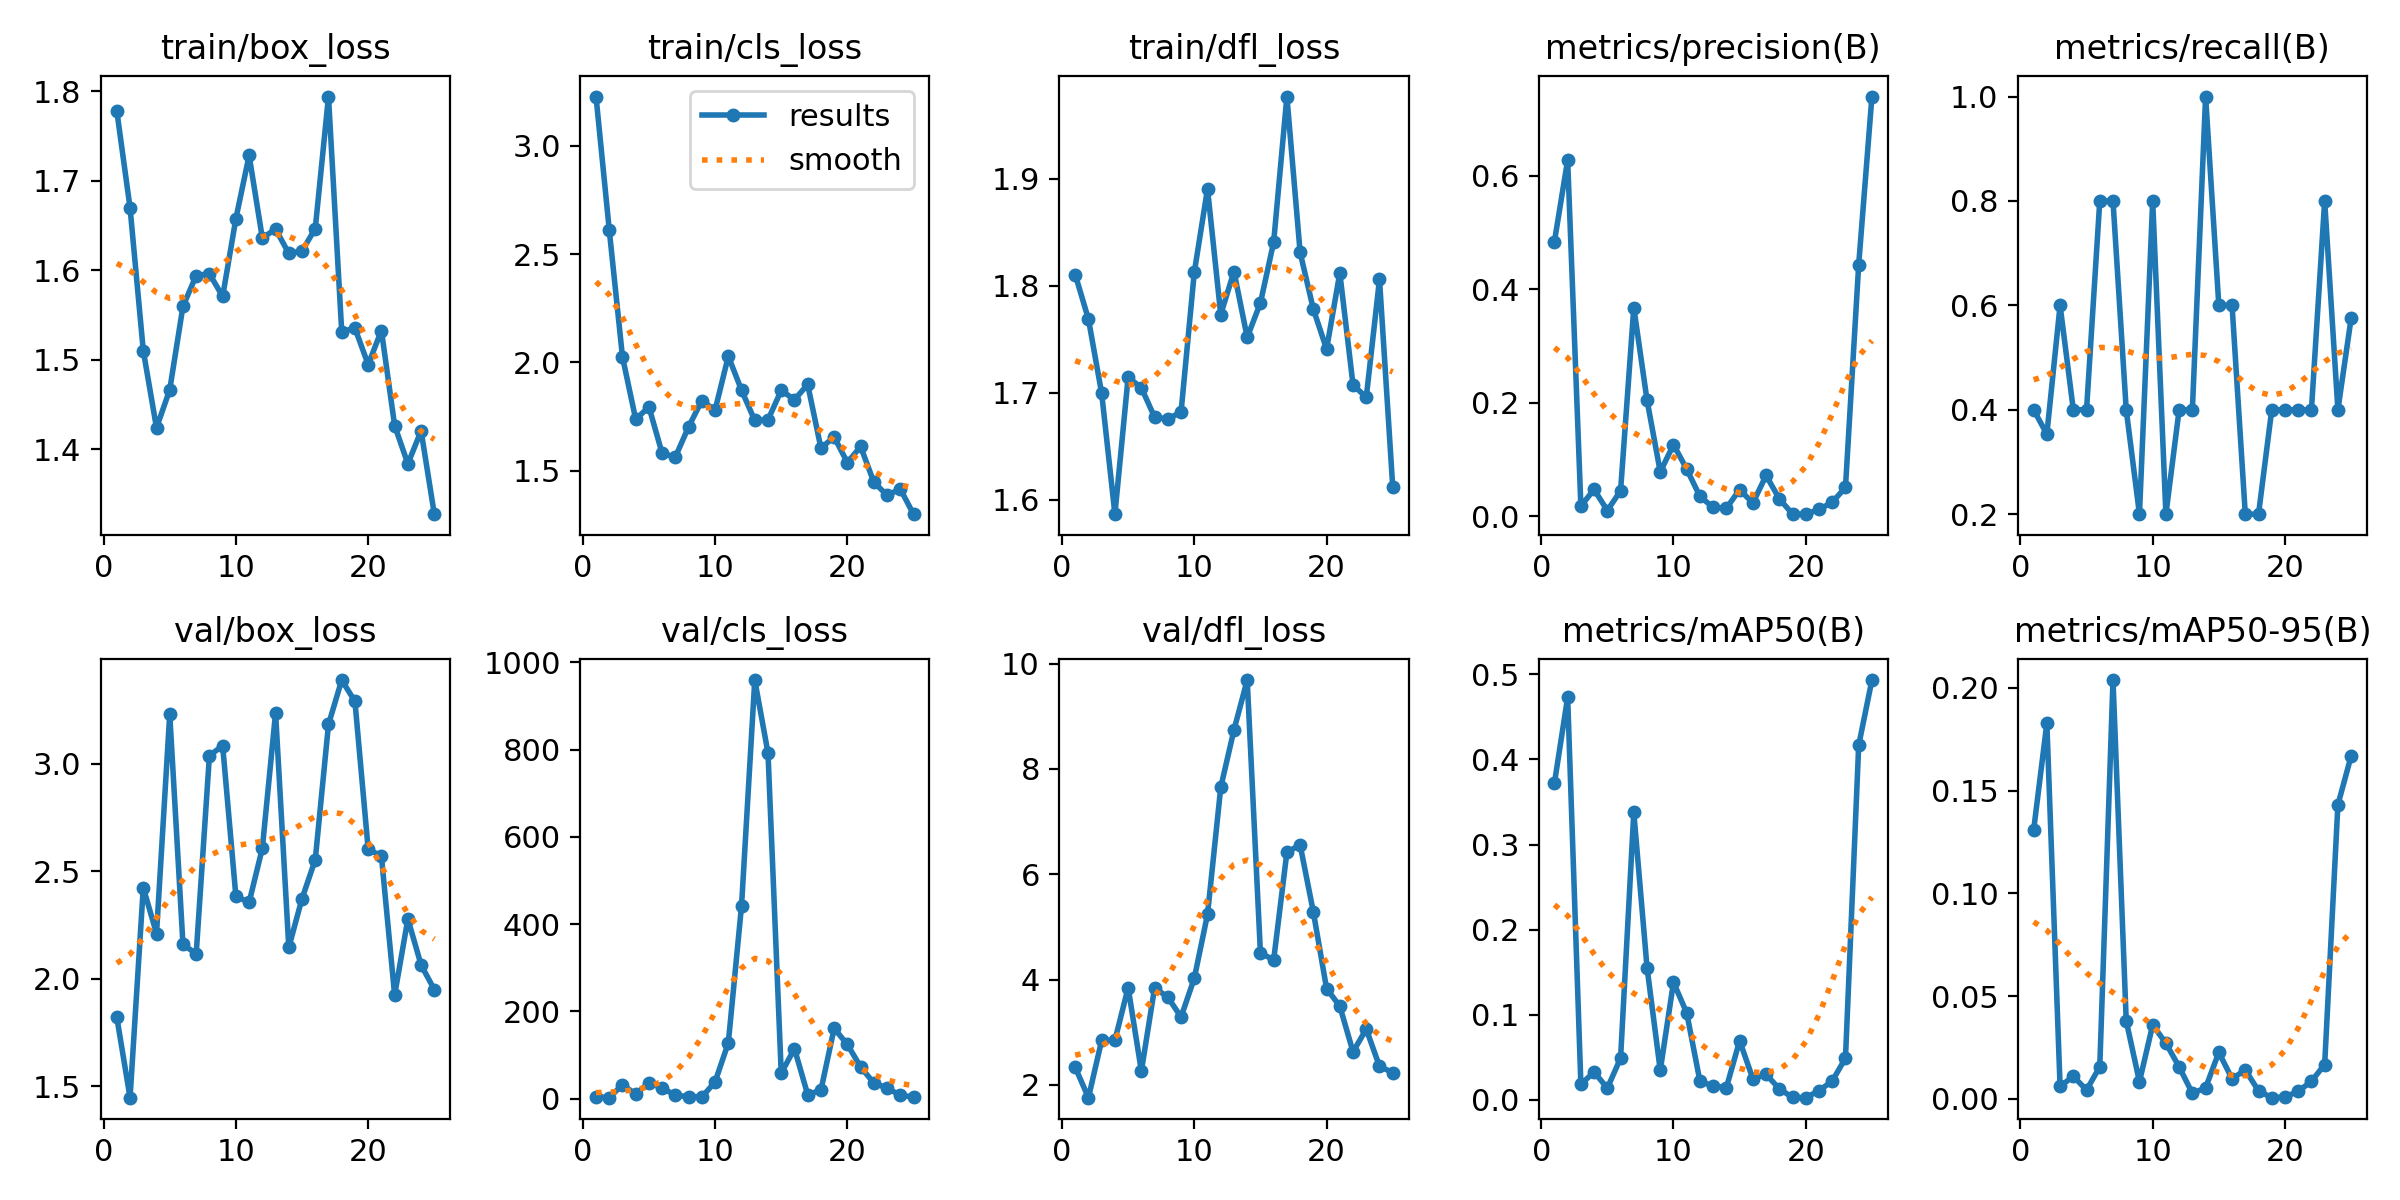 train/box_loss
1.8
1.7
1.6
1.5
1.4
0 10 20
train/cls_loss
results
smooth
3.0
2.5
2.0
1.5
0 10 20
train/dfl_loss
1.9
1.8
1.7
1.6
0 10 20
metrics/precision(B)
0.6
0.4
0.2
0.0
0 10 20
metrics/recall(B)
1.0
0.8
0.6
0.4
0.2
0 10 20
val/box_loss
3.0
2.5
2.0
1.5
0 10 20
val/cls_loss
1000
800
600
400
200
0
0 10 20
val/dfl_loss
10
8
6
4
2
0 10 20
metrics/mAP50(B)
0.5
0.4
0.3
0.2
0.1
0.0
0 10 20
metrics/mAP50-95(B)
0.20
0.15
0.10
0.05
0.00
0 10 20